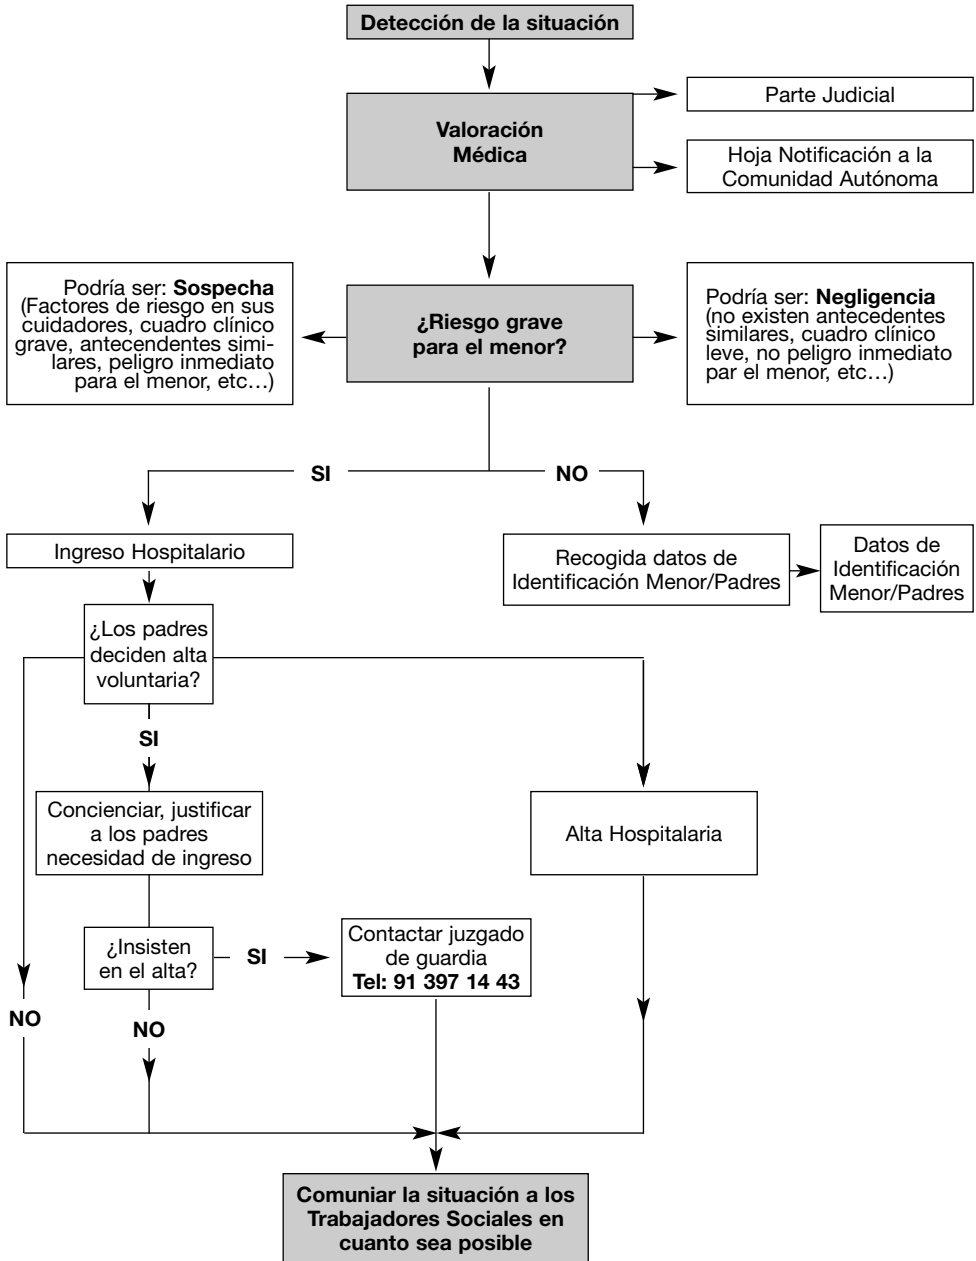 Detección de la situación
Valoración
Médica
Parte Judicial
Hoja Notificación a la
Comunidad Autónoma
Podría ser: Sospecha
(Factores de riesgo en sus
cuidadores, cuadro clínico
grave, antecendentes simi-
lares, peligro inmediato
para el menor, etc…)
¿Riesgo grave
para el menor?
Podría ser: Negligencia
(no existen antecedentes
similares, cuadro clínico
leve, no peligro inmediato
par el menor, etc…)
SI
NO
Ingreso Hospitalario
Recogida datos de
Identificación Menor/Padres
Datos de
Identificación
Menor/Padres
¿Los padres
deciden alta
voluntaria?
SI
Concienciar, justificar
a los padres
necesidad de ingreso
Alta Hospitalaria
¿Insisten
en el alta?
SI
Contactar juzgado
de guardia
Tel: 91 397 14 43
NO
NO
Comuniar la situación a los
Trabajadores Sociales en
cuanto sea posible